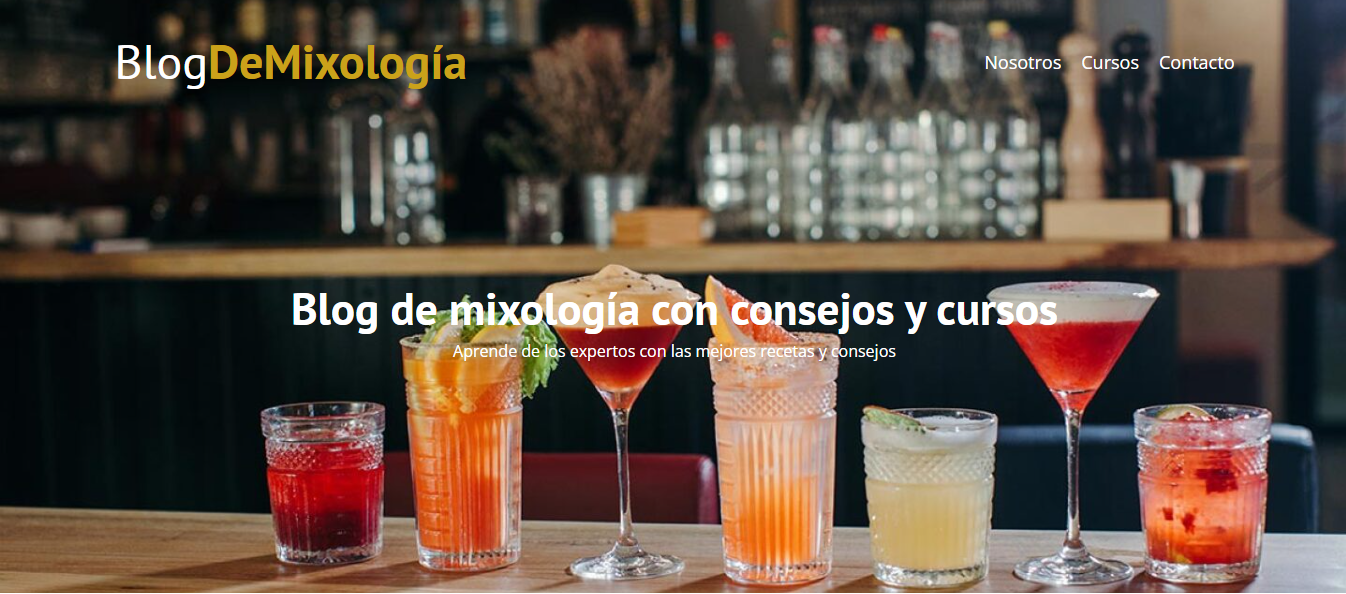 BlogDeMixología
Nosotros Cursos Contacto
Blog de mixología con consejos y cursos
Aprende de los expertos con las mejores recetas y consejos